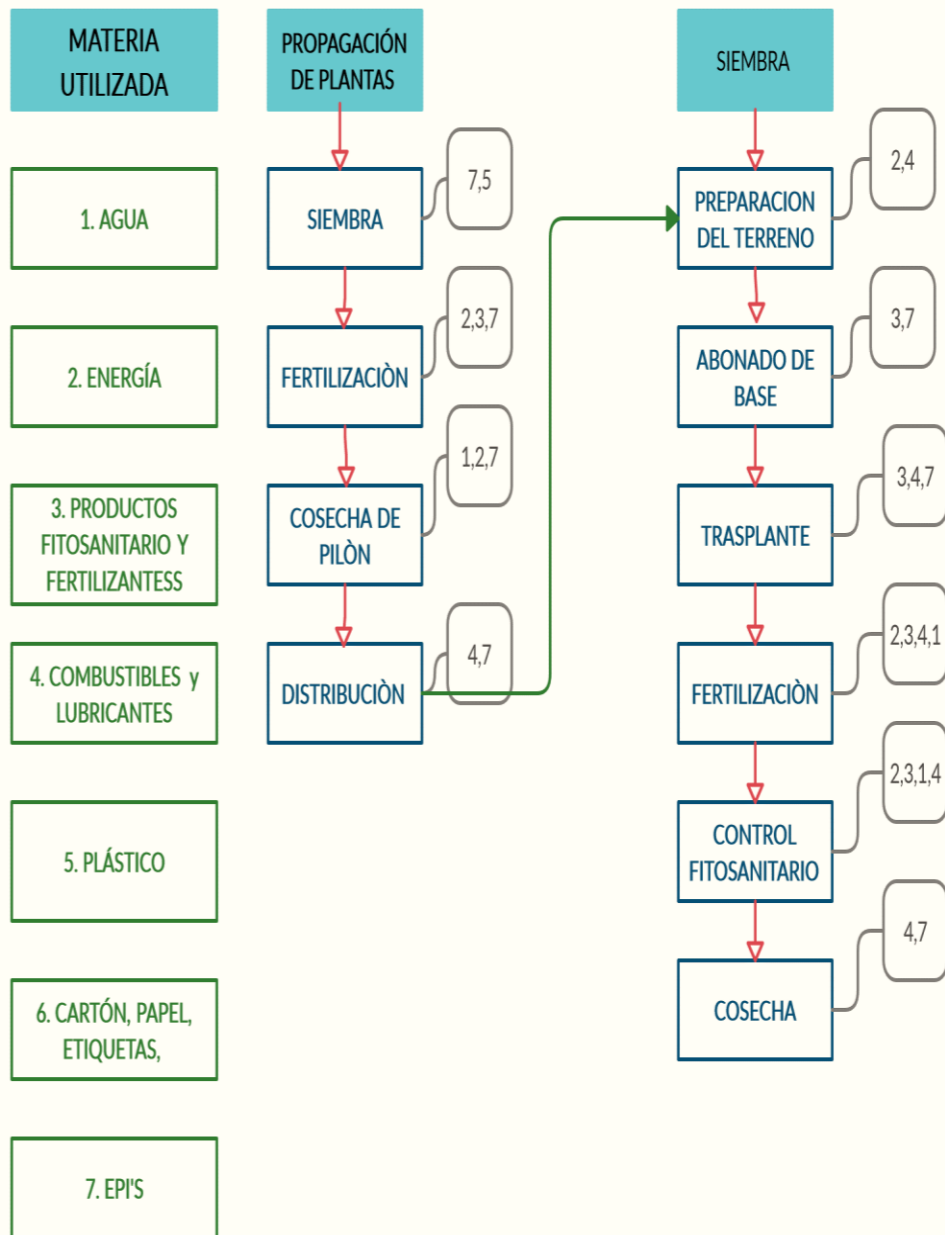 MATERIA
UTILIZADA
1. AGUA
2. ENERGÍA
3. PRODUCTOS
FITOSANITARIO Y
FERTILIZANTESS
4. COMBUSTIBLES y
LUBRICANTES
5. PLÁSTICO
6. CARTÓN, PAPEL,
ETIQUETAS,
7. EPI'S
PROPAGACIÓN
DE PLANTAS
SIEMBRA
7,5
FERTILIZACIÒN
2,3,7
COSECHA DE
PILÒN
1,2,7
DISTRIBUCIÒN
4,7
SIEMBRA
PREPARACION
DEL TERRENO
2,4
ABONADO DE
BASE
3,7
TRASPLANTE
3,4,7
FERTILIZACIÒN
2,3,4,1
CONTROL
FITOSANITARIO
2,3,1,4
COSECHA
4,7